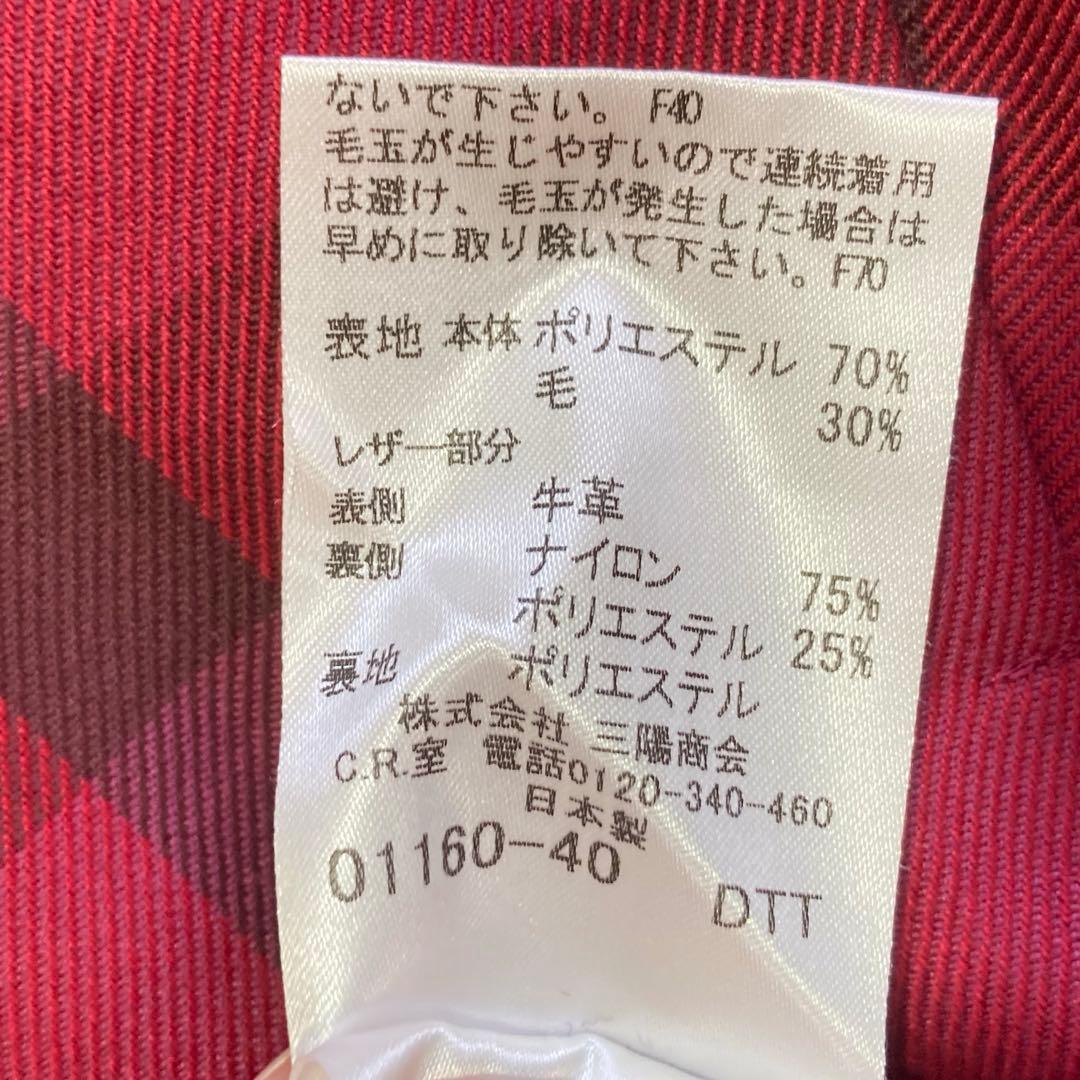 ないで下さい。 F40
毛玉が生じやすいので連続着用
は避け、毛玉が発生した場合は
早めに取り除いて下さい。F70
表地 本体 ポリエステル 70%
毛 30%
レザー部分
表側 牛革
裏側 ナイロン 75%
ポリエステル 25%
裏地 ポリエステル
株式会社 三陽商会
C.R.室 電話0120-340-460
日本製
01160-40
DTT